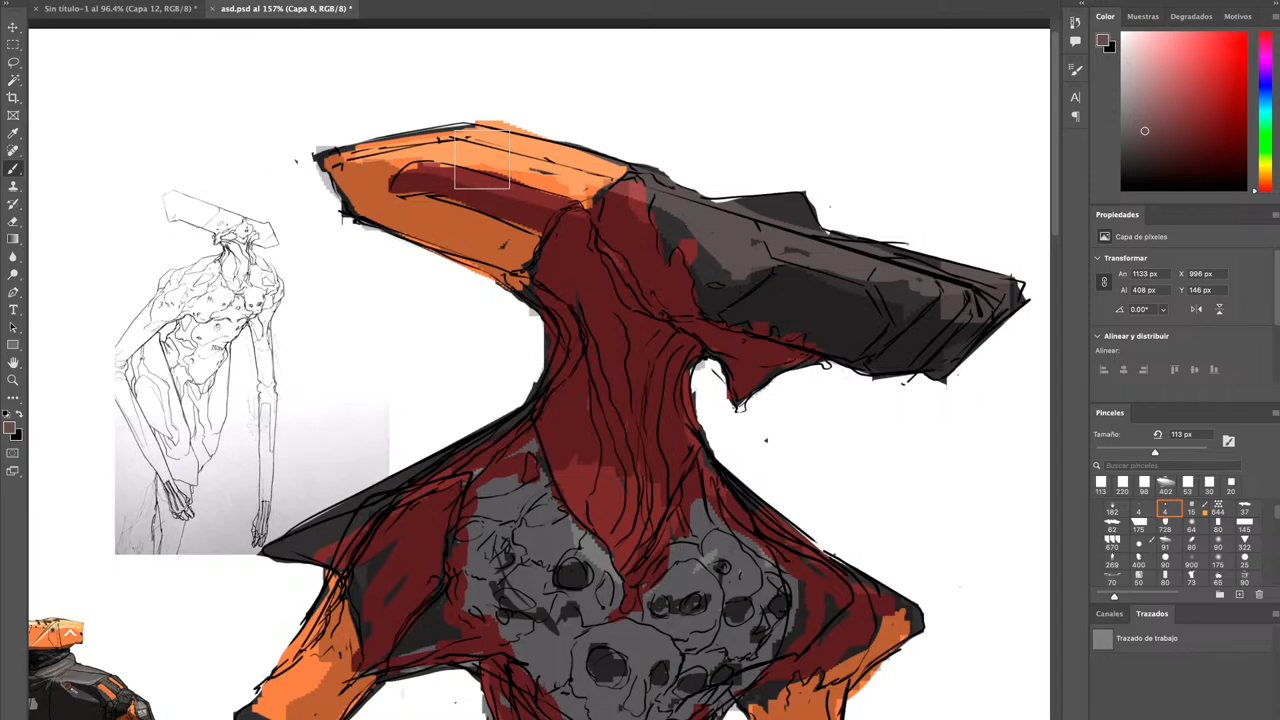 Sin título-1 al 96.4% (Capa 12, RGB/8) *
asd.psd al 157% (Capa 8, RGB/8) *
Color
Muestras
Degradados
Motivos
Propiedades
Capa de píxeles
Transformar
An 1133 px X 996 px
Al 408 px Y 146 px
0.00°
Alinear y distribuir
Alinear:
Pinceles
Tamaño: 113 px
Buscar pinceles
113 220 98 402 53 30 20
182 4 4 15 644 37
62 175 728 64 80 145
670 91 80 90 322
269 400 90 900 175 25
70 50 80 73 45 90
Canales
Trazados
Trazado de trabajo